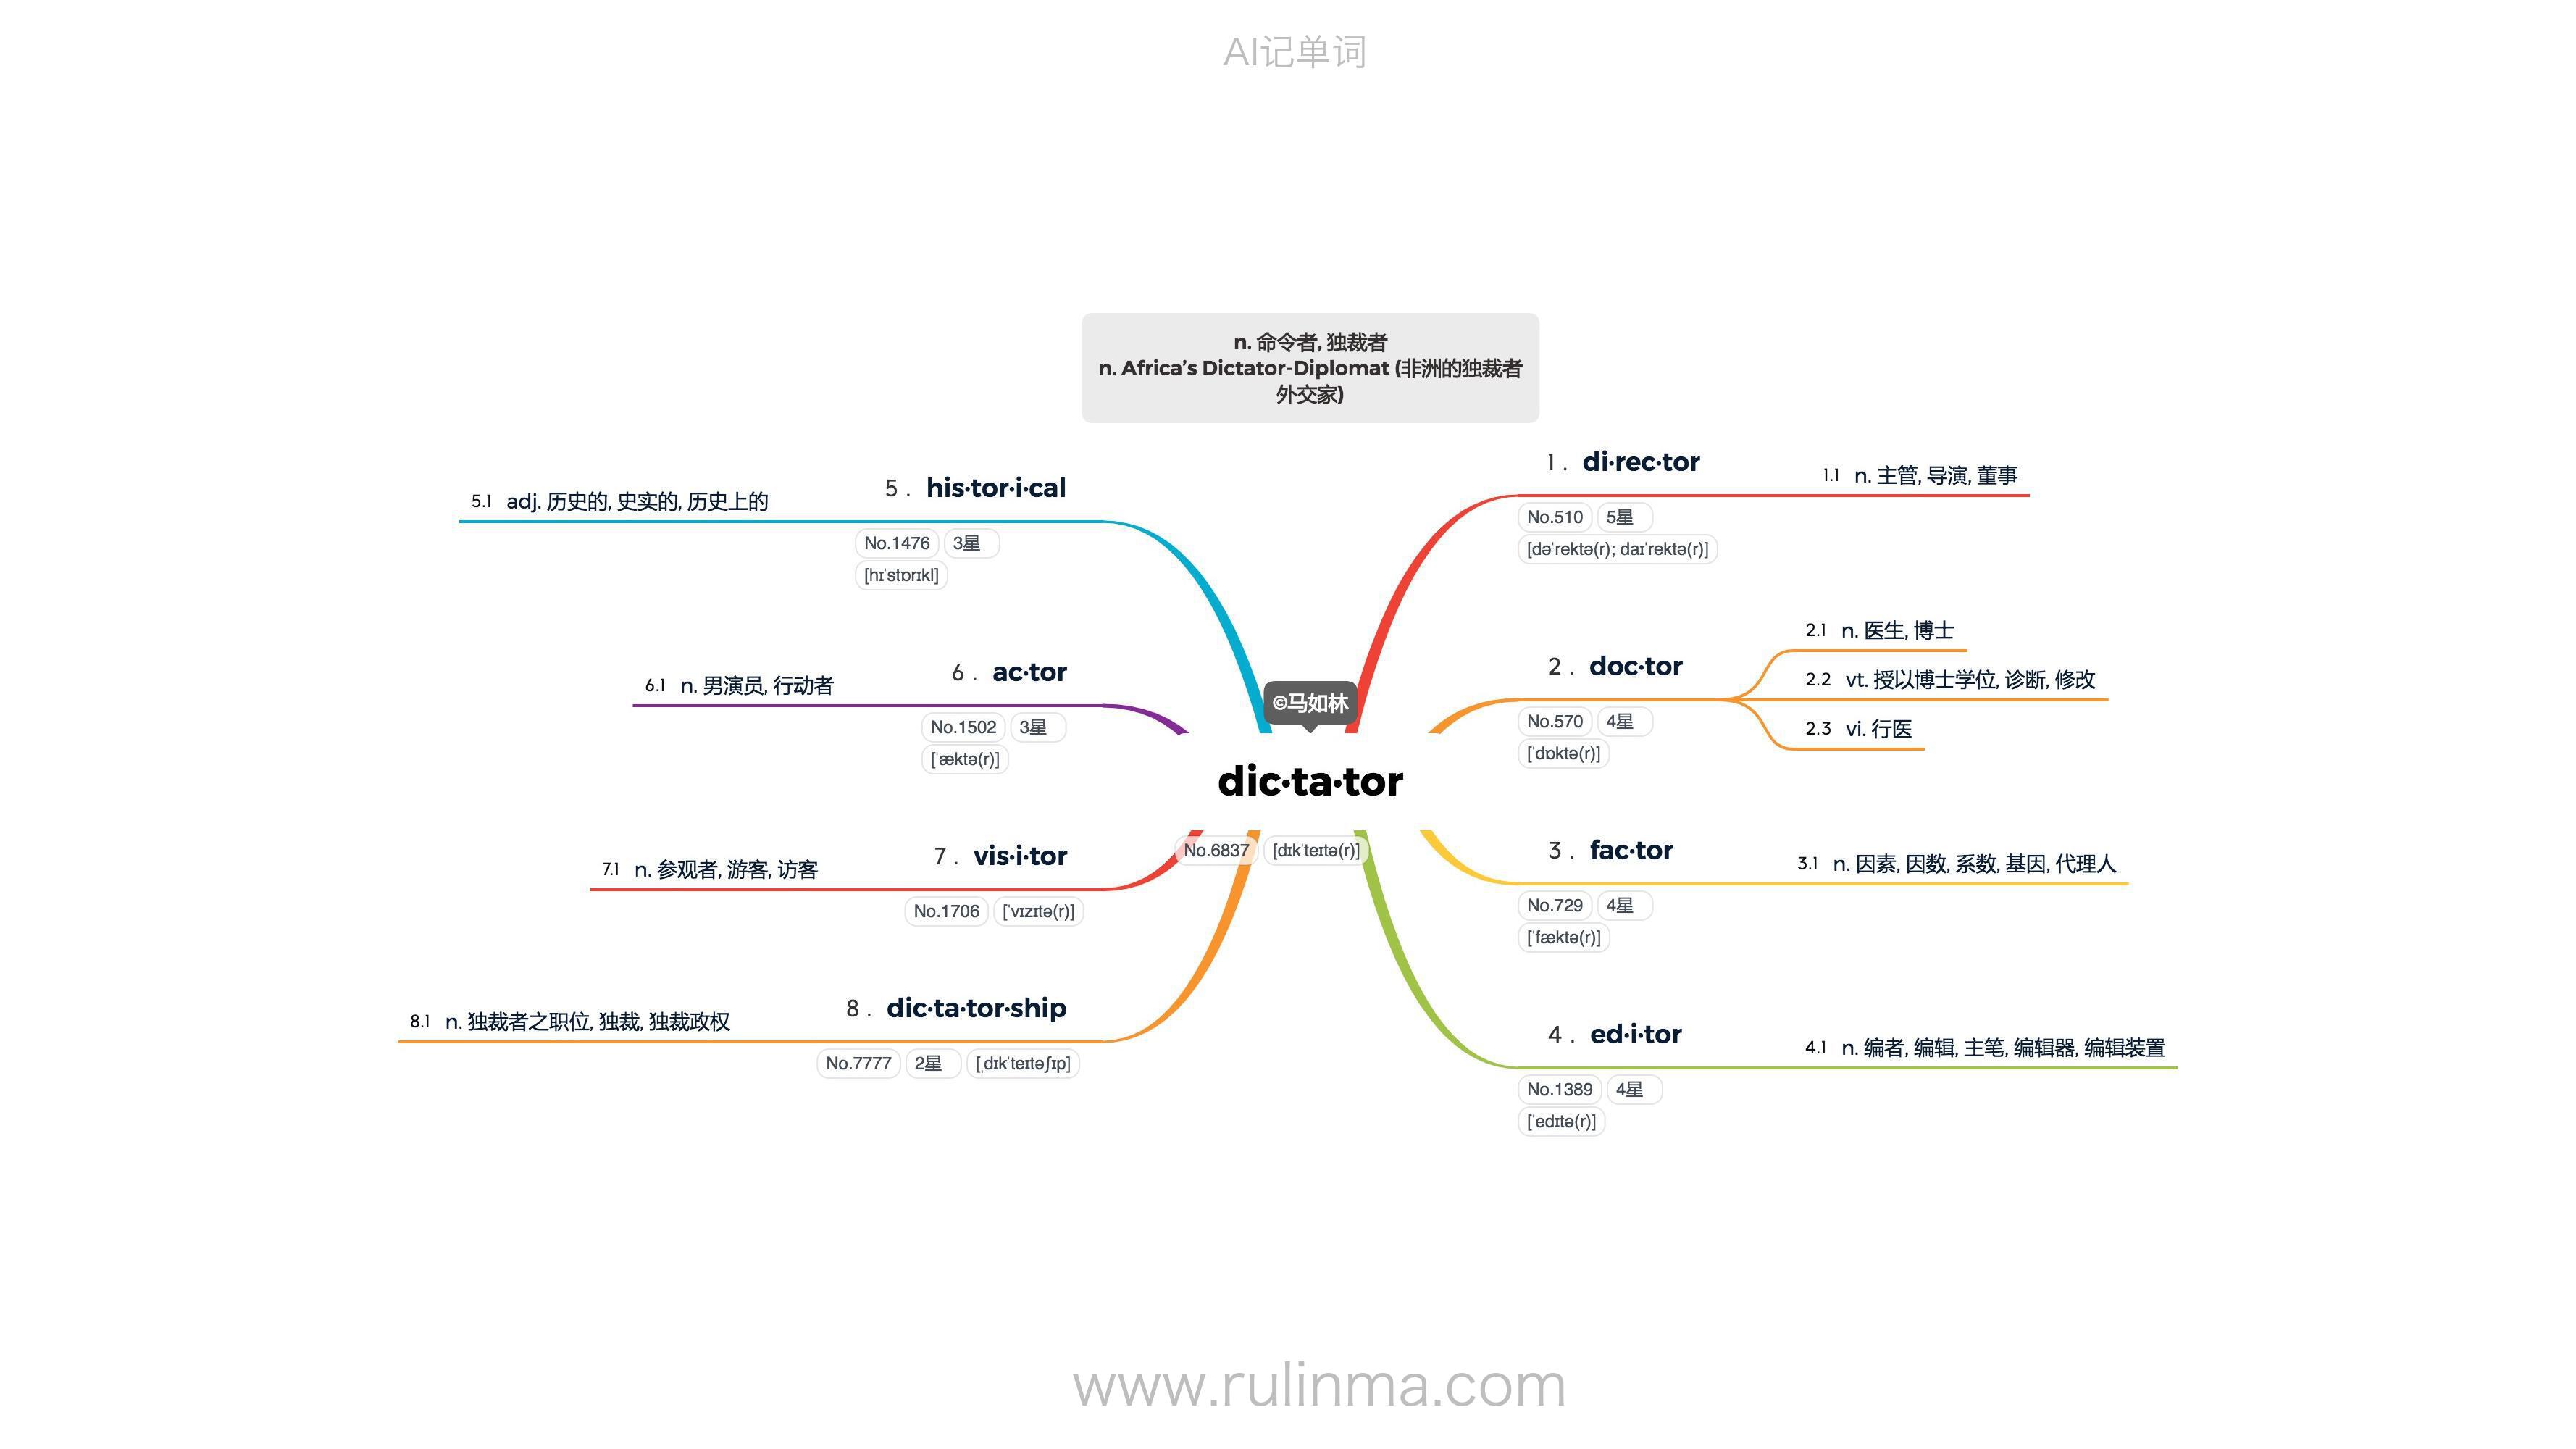 AI记单词
n. 命令者, 独裁者
n. Africa’s Dictator-Diplomat (非洲的独裁者
外交家)
©马如林
dic·ta·tor
No.6837 [dɪkˈteɪtə(r)]
1 . di·rec·tor
No.510 5星
[dəˈrektə(r); daɪˈrektə(r)]
1.1 n. 主管, 导演, 董事
2 . doc·tor
No.570 4星
[ˈdɒktə(r)]
2.1 n. 医生, 博士
2.2 vt. 授以博士学位, 诊断, 修改
2.3 vi. 行医
3 . fac·tor
No.729 4星
[ˈfæktə(r)]
3.1 n. 因素, 因数, 系数, 基因, 代理人
4 . ed·i·tor
No.1389 4星
[ˈedɪtə(r)]
4.1 n. 编者, 编辑, 主笔, 编辑器, 编辑装置
5 . his·tor·i·cal
No.1476 3星
[hɪˈstɒrɪkl]
5.1 adj. 历史的, 史实的, 历史上的
6 . ac·tor
No.1502 3星
[ˈæktə(r)]
6.1 n. 男演员, 行动者
7 . vis·i·tor
No.1706 [ˈvɪzɪtə(r)]
7.1 n. 参观者, 游客, 访客
8 . dic·ta·tor·ship
No.7777 2星 [ˌdɪkˈteɪtəʃɪp]
8.1 n. 独裁者之职位, 独裁, 独裁政权
www.rulinma.com